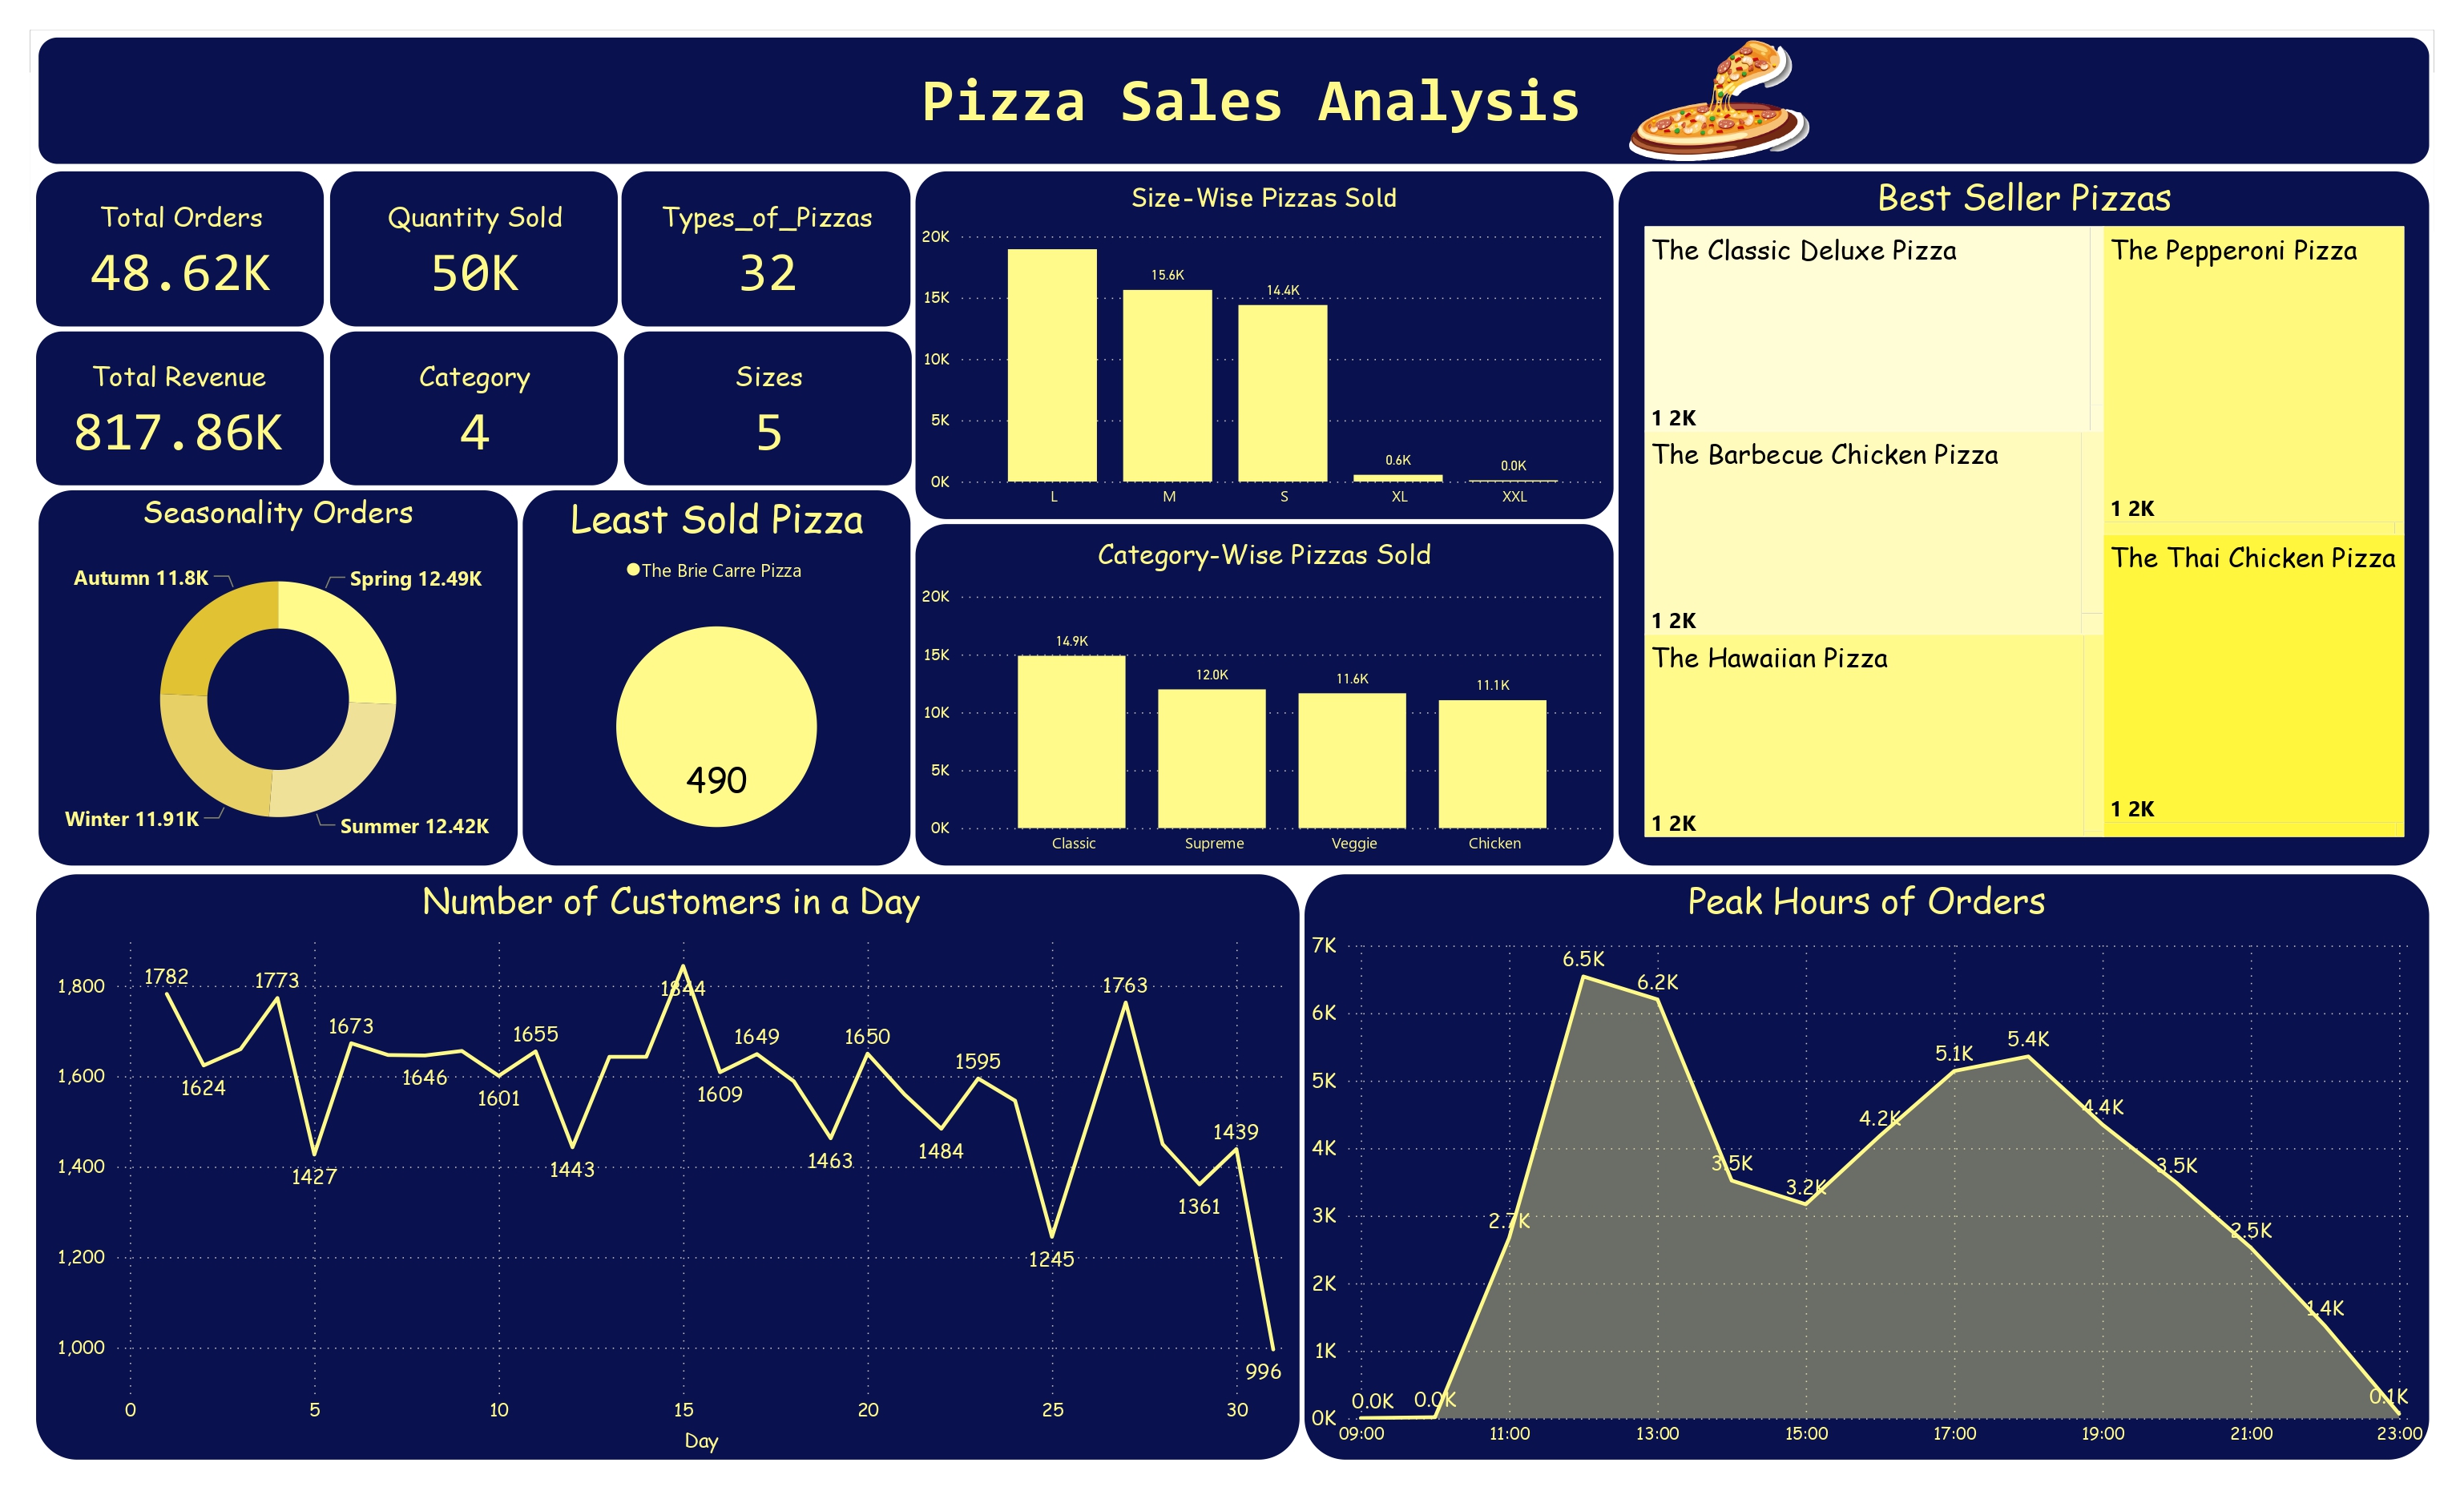 Pizza Sales Analysis
Total Orders
48.62K
Quantity Sold
50K
Types_of_Pizzas
32
Total Revenue
817.86K
Category
4
Sizes
5
Seasonality Orders
Autumn 11.8K
Spring 12.49K
Winter 11.91K
Summer 12.42K
Least Sold Pizza
The Brie Carre Pizza
490
Size-Wise Pizzas Sold
20K
15K
10K
5K
0K
15.6K
14.4K
0.6K
0.0K
L
M
S
XL
XXL
Category-Wise Pizzas Sold
20K
15K
10K
5K
0K
14.9K
12.0K
11.6K
11.1K
Classic
Supreme
Veggie
Chicken
Best Seller Pizzas
The Classic Deluxe Pizza
1 2K
The Barbecue Chicken Pizza
1 2K
The Hawaiian Pizza
1 2K
The Pepperoni Pizza
1 2K
The Thai Chicken Pizza
1 2K
Number of Customers in a Day
1,800
1,600
1,400
1,200
1,000
1782
1624
1773
1427
1673
1646
1601
1655
1443
1844
1609
1649
1463
1650
1484
1595
1245
1763
1361
1439
996
0
5
10
15
20
25
30
Day
Peak Hours of Orders
7K
6K
5K
4K
3K
2K
1K
0K
0.0K
0.0K
2.7K
6.5K
6.2K
3.5K
3.2K
4.2K
5.1K
5.4K
4.4K
3.5K
2.5K
1.4K
0.1K
09:00
11:00
13:00
15:00
17:00
19:00
21:00
23:00